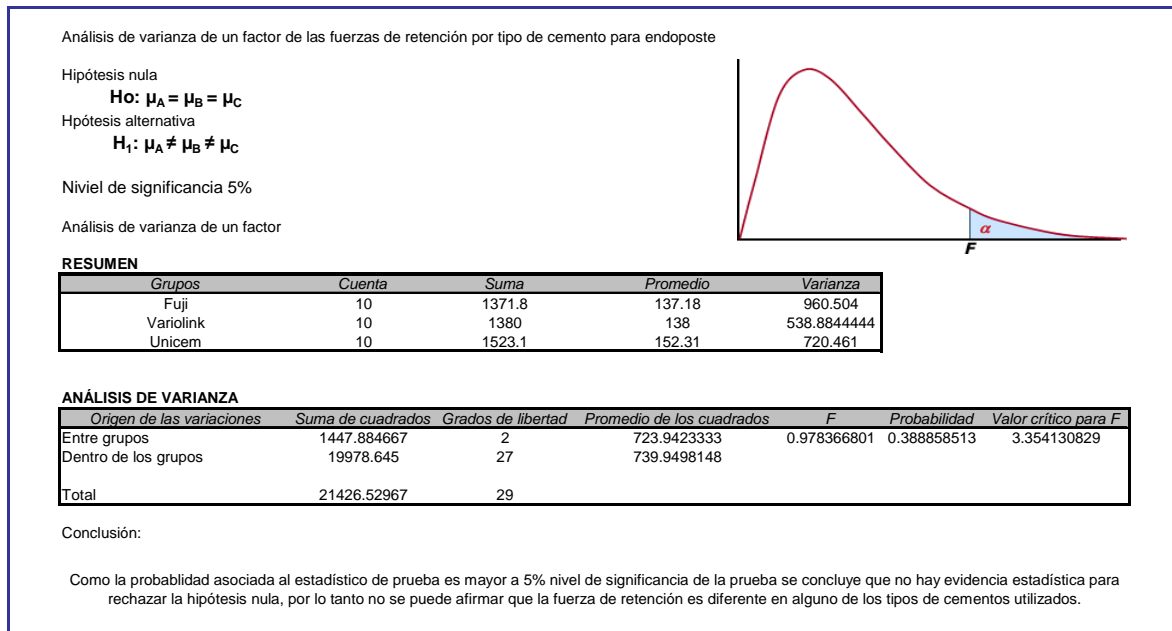 Análisis de varianza de un factor de las fuerzas de retención por tipo de cemento para endoposte
Hipótesis nula
Ho: μA = μB = μC
Hpótesis alternativa
H1: μA ≠ μB ≠ μC
Niviel de significancia 5%
Análisis de varianza de un factor
α
F
RESUMEN
Grupos Cuenta Suma Promedio Varianza
Fuji 10 1371.8 137.18 960.504
Variolink 10 1380 138 538.8844444
Unicem 10 1523.1 152.31 720.461
ANÁLISIS DE VARIANZA
Origen de las variaciones Suma de cuadrados Grados de libertad Promedio de los cuadrados F Probabilidad Valor crítico para F
Entre grupos 1447.884667 2 723.9423333 0.978366801 0.388858513 3.354130829
Dentro de los grupos 19978.645 27 739.9498148
Total 21426.52967 29
Conclusión:
Como la probablidad asociada al estadístico de prueba es mayor a 5% nivel de significancia de la prueba se concluye que no hay evidencia estadística para
rechazar la hipótesis nula, por lo tanto no se puede afirmar que la fuerza de retención es diferente en alguno de los tipos de cementos utilizados.